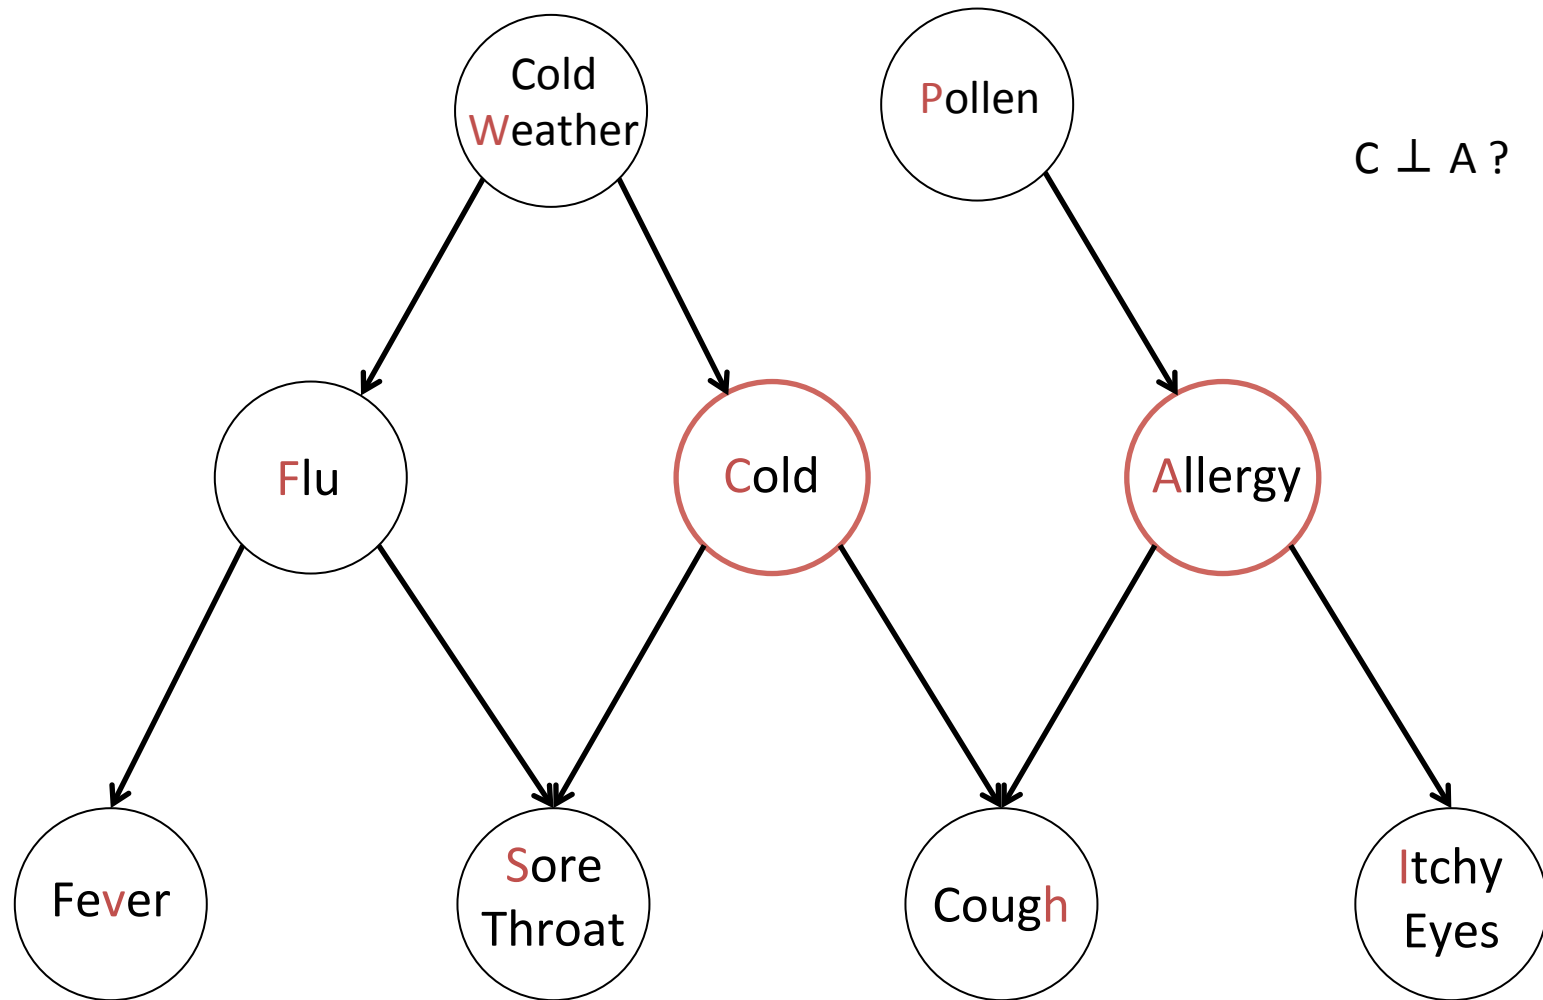 Cold
Weather
Pollen
C ⊥ A ?
Flu
Cold
Allergy
Fever
Sore
Throat
Cough
Itchy
Eyes